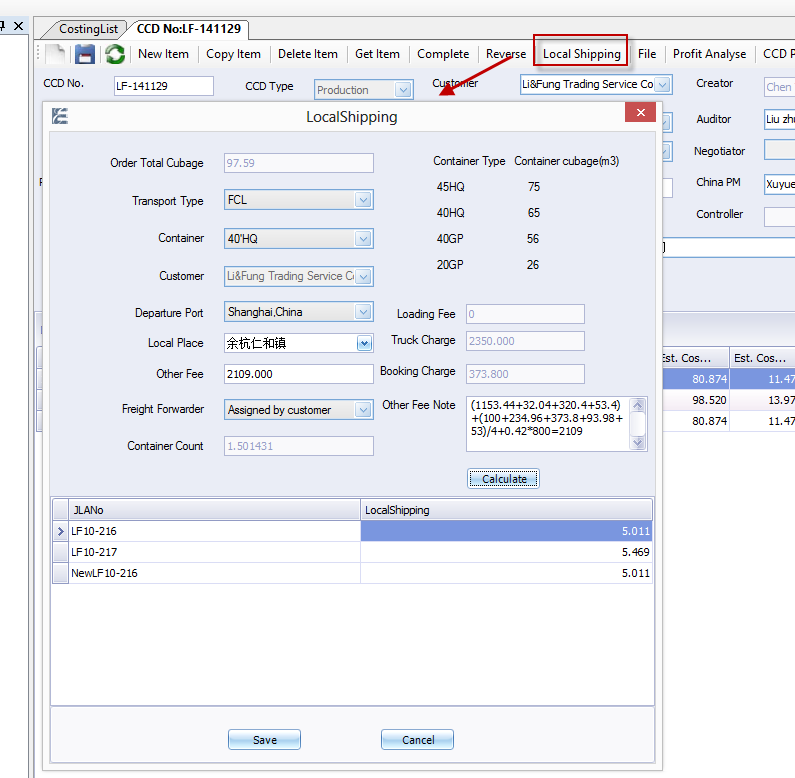 CostingList CCD No:LF-141129
New Item Copy Item Delete Item Get Item Complete Reverse Local Shipping File Profit Analyse CCD P
CCD No. LF-141129 CCD Type Production Customer Li&Fung Trading Service Co Creator Chen
Auditor Liu zhu
Negotiator
China PM Xuyue
Controller
LocalShipping
Order Total Cubage 97.59
Transport Type FCL
Container 40'HQ
Customer Li&Fung Trading Service C
Departure Port Shanghai,China
Local Place 余杭仁和镇
Other Fee 2109.000
Freight Forwarder Assigned by customer
Container Count 1.501431
Container Type Container cubage(m3)
45HQ 75
40HQ 65
40GP 56
20GP 26
Loading Fee 0
Truck Charge 2350.000
Booking Charge 373.800
Other Fee Note (1153.44+32.04+320.4+53.4)
+(100+234.96+373.8+93.98+
53)/4+0.42*800=2109
Calculate
JLANo LocalShipping
LF10-216 5.011
LF10-217 5.469
NewLF10-216 5.011
Save Cancel
Est. Cos... Est. Cos...
80.874 11.47
98.520 13.97
80.874 11.47